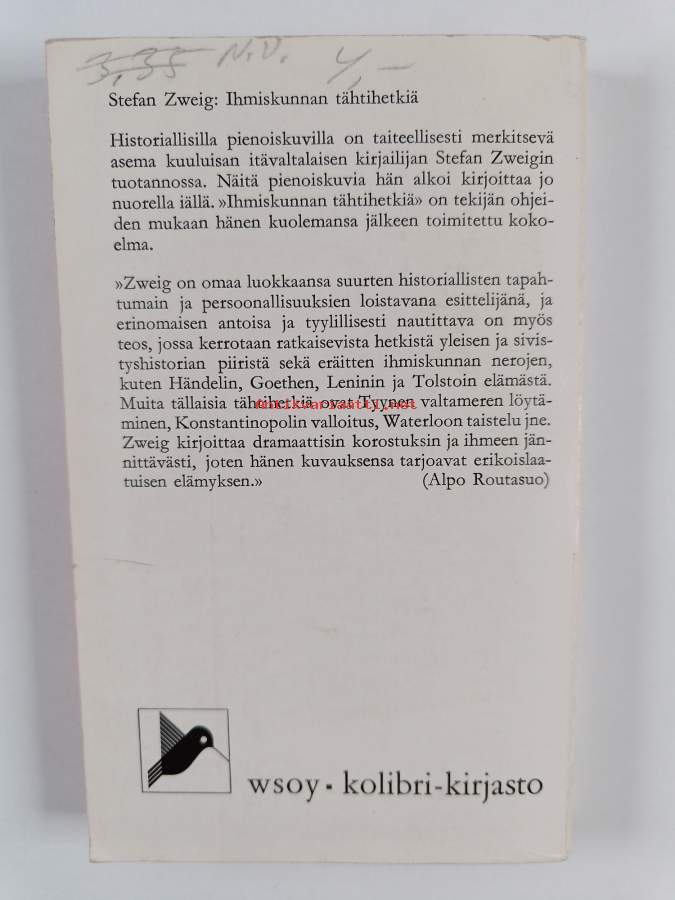 3,35 N.D. 4,–
Stefan Zweig: Ihmiskunnan tähtihetkiä
Historiallisilla pienoiskuvilla on taiteellisesti merkitsevä
asema kuuluisan itävaltalaisen kirjailijan Stefan Zweigin
tuotannossa. Näitä pienoiskuvia hän alkoi kirjoittaa jo
nuorella iällä. »Ihmiskunnan tähtihetkiä» on tekijän ohjei-
den mukaan hänen kuolemansa jälkeen toimitettu koko-
elma.
»Zweig on omaa luokkaansa suurten historiallisten tapah-
tumain ja persoonallisuuksien loistavana esittelijänä, ja
erinomaisen antoisa ja tyylillisesti nautittava on myös
teos, jossa kerrotaan ratkaisevista hetkistä yleisen ja sivis-
tyshistorian piiristä sekä eräitten ihmiskunnan nerojen,
kuten Händelin, Goethen, Leninin ja Tolstoin elämästä.
Muita tällaisia tähtihetkiä ovat Tyynen valtameren löytä-
antikvariaatti.net
minen, Konstantinopolin valloitus, Waterloon taistelu jne.
Zweig kirjoittaa dramaattisin korostuksin ja ihmeen jän-
nittävästi, joten hänen kuvauksensa tarjoavat erikoislaa-
tuisen elämyksen.» (Alpo Routasuo)
wsoy ▪ kolibri-kirjasto